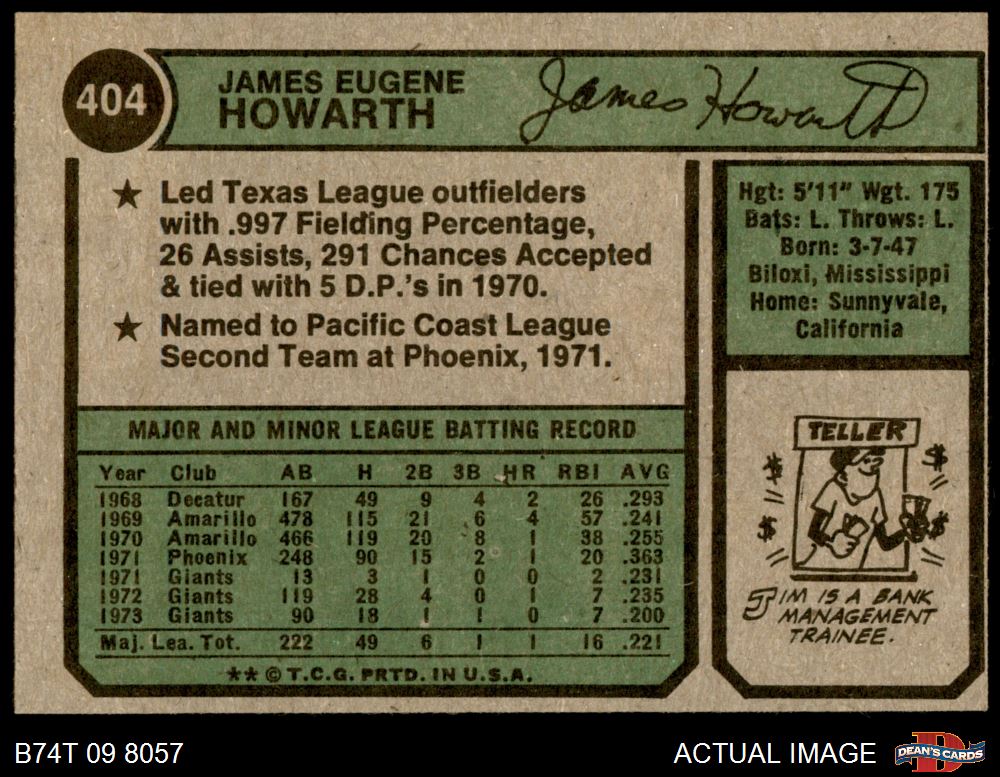 404
JAMES EUGENE
HOWARTH
James Howarth
★ Led Texas League outfielders
with .997 Fielding Percentage,
26 Assists, 291 Chances Accepted
& tied with 5 D.P.'s in 1970.
★ Named to Pacific Coast League
Second Team at Phoenix, 1971.
Hgt: 5'11" Wgt. 175
Bats: L. Throws: L.
Born: 3-7-47
Biloxi, Mississippi
Home: Sunnyvale,
California
MAJOR AND MINOR LEAGUE BATTING RECORD
Year Club AB H 2B 3B HR RBI AVG
1968 Decatur 167 49 9 4 2 26 .293
1969 Amarillo 478 115 21 6 4 57 .241
1970 Amarillo 466 119 20 8 1 38 .255
1971 Phoenix 248 90 15 2 1 20 .363
1971 Giants 13 3 1 0 0 2 .231
1972 Giants 119 28 4 0 1 7 .235
1973 Giants 90 18 1 1 0 7 .200
Maj. Lea. Tot. 222 49 6 1 1 16 .221
** © T.C.G. PRTD. IN U.S.A.
TELLER
$ $
$ $
JIM IS A BANK
MANAGEMENT
TRAINEE.
B74T 09 8057
ACTUAL IMAGE
D
DEAN'S CARDS